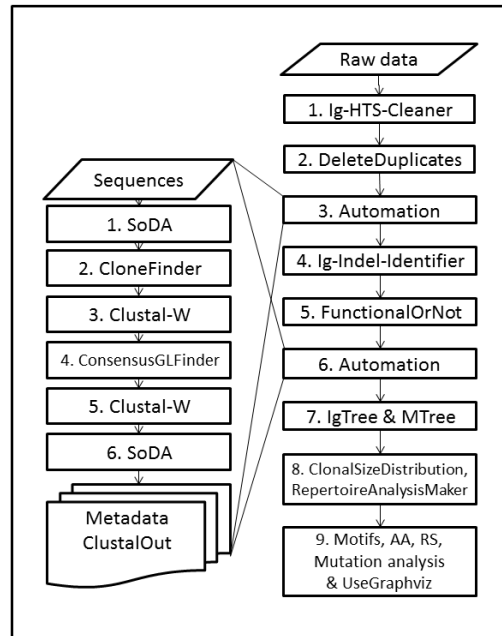 Raw data
1. Ig-HTS-Cleaner
2. DeleteDuplicates
3. Automation
4. Ig-Indel-Identifier
5. FunctionalOrNot
6. Automation
7. IgTree & MTree
8. ClonalSizeDistribution,
RepertoireAnalysisMaker
9. Motifs, AA, RS,
Mutation analysis
& UseGraphviz
Sequences
1. SoDA
2. CloneFinder
3. Clustal-W
4. ConsensusGLFinder
5. Clustal-W
6. SoDA
Metadata
ClustalOut